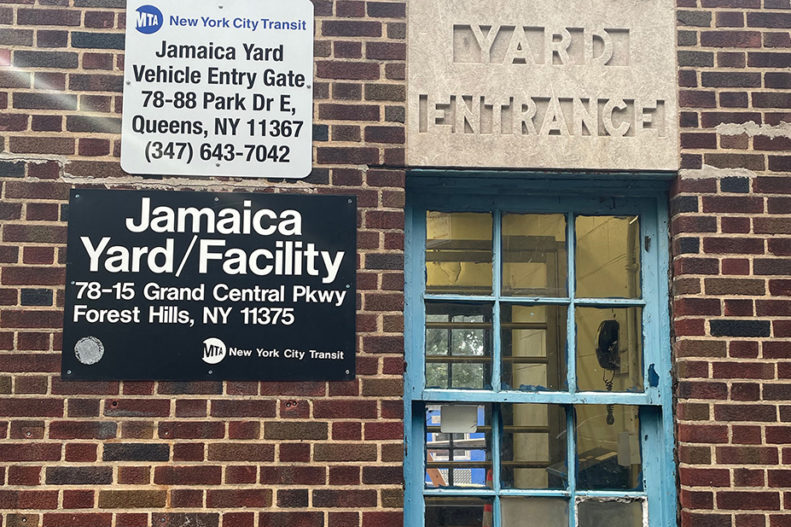 MTA New York City Transit
Jamaica Yard
Vehicle Entry Gate
78-88 Park Dr E,
Queens, NY 11367
(347) 643-7042
YARD
ENTRANCE
Jamaica
Yard/Facility
78-15 Grand Central Pkwy
Forest Hills, NY 11375
MTA New York City Transit